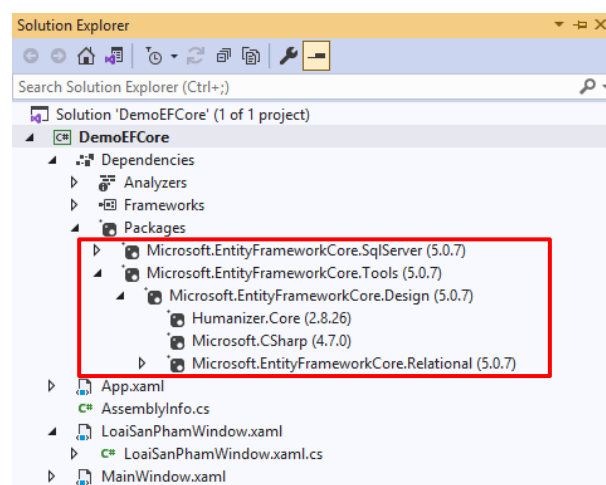 Solution Explorer
Search Solution Explorer (Ctrl+;)
Solution 'DemoEFCore' (1 of 1 project)
C# DemoEFCore
Dependencies
Analyzers
Frameworks
Packages
Microsoft.EntityFrameworkCore.SqlServer (5.0.7)
Microsoft.EntityFrameworkCore.Tools (5.0.7)
Microsoft.EntityFrameworkCore.Design (5.0.7)
Humanizer.Core (2.8.26)
Microsoft.CSharp (4.7.0)
Microsoft.EntityFrameworkCore.Relational (5.0.7)
App.xaml
C# AssemblyInfo.cs
LoaiSanPhamWindow.xaml
C# LoaiSanPhamWindow.xaml.cs
MainWindow.xaml